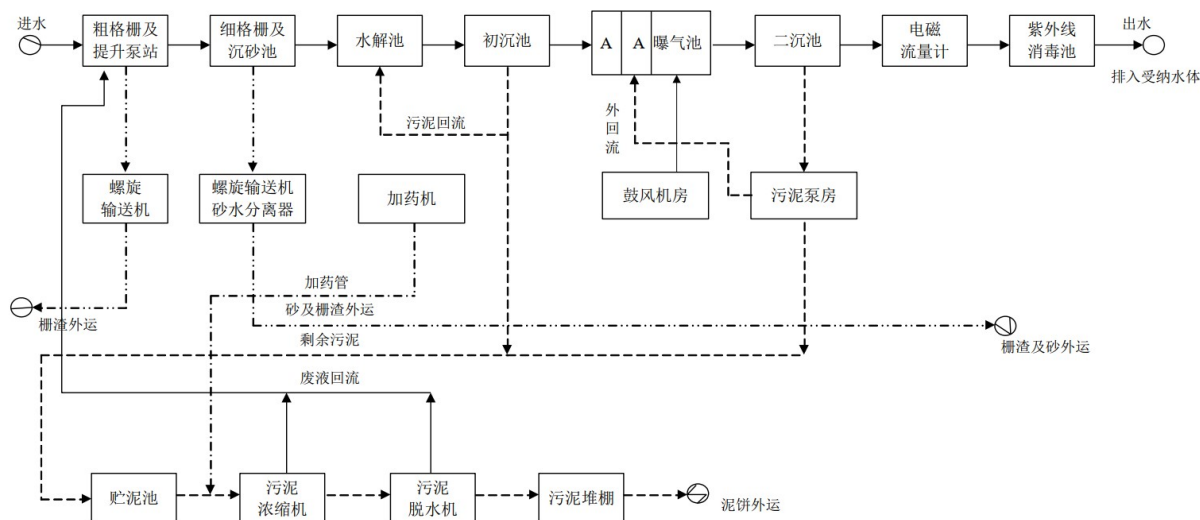 进水
粗格栅及
提升泵站
细格栅及
沉砂池
水解池
初沉池
A
A
曝气池
二沉池
电磁
流量计
紫外线
消毒池
出水
排入受纳水体
污泥回流
外
回
流
螺旋
输送机
螺旋输送机
砂水分离器
加药机
鼓风机房
污泥泵房
加药管
砂及栅渣外运
栅渣外运
剩余污泥
栅渣及砂外运
废液回流
贮泥池
污泥
浓缩机
污泥
脱水机
污泥堆棚
泥饼外运